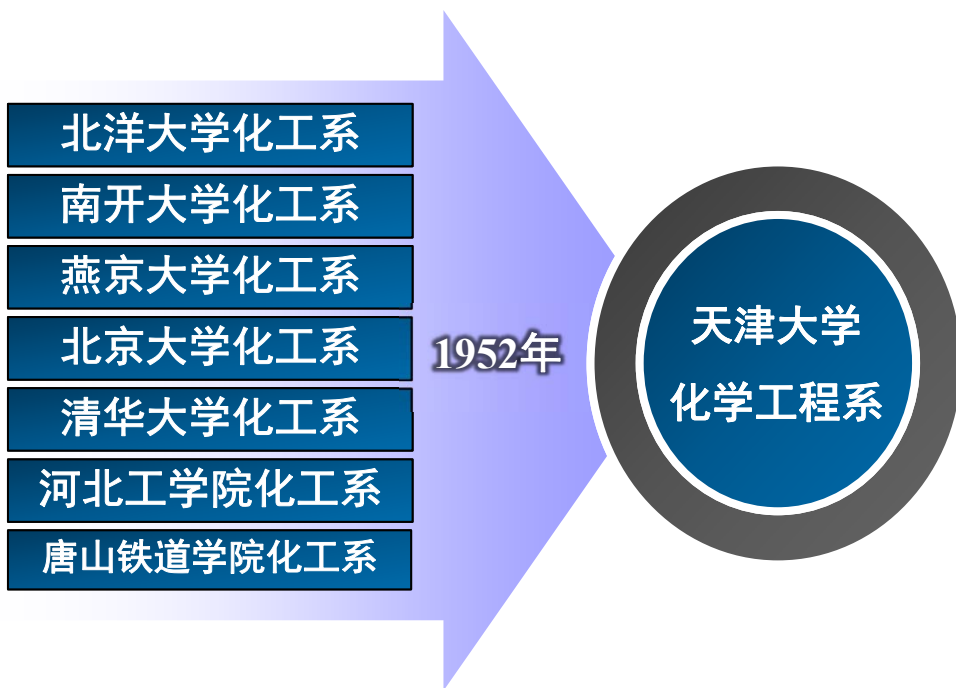 北洋大学化工系
南开大学化工系
燕京大学化工系
北京大学化工系
清华大学化工系
河北工学院化工系
唐山铁道学院化工系
1952年
天津大学
化学工程系